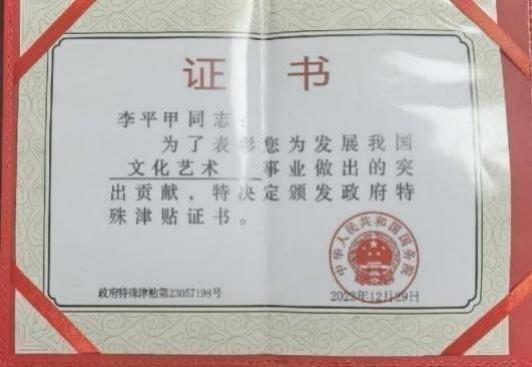 证书
李平甲同志：
为了表彰您为发展我国
文化艺术 事业做出的突
出贡献，特决定颁发政府特
殊津贴证书。
中华人民共和国国务院
政府特殊津贴第23057198号
2023年12月29日